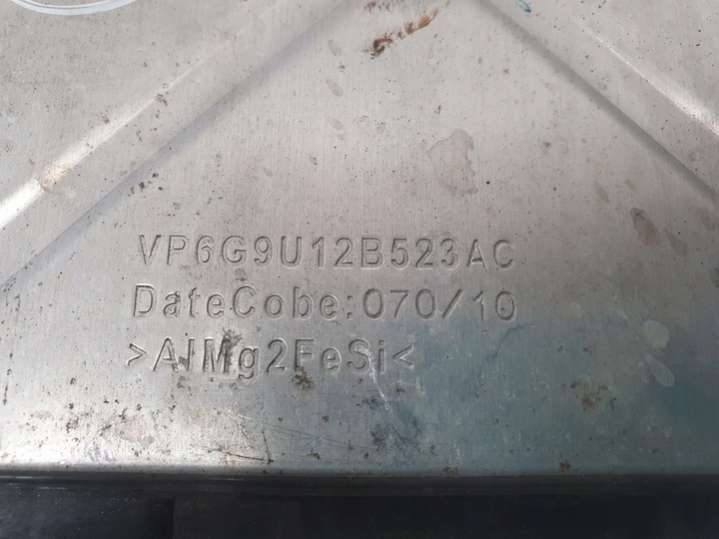 VP6G9U12B523AC
DateCobe:070/10
>AlMg2FeSi<